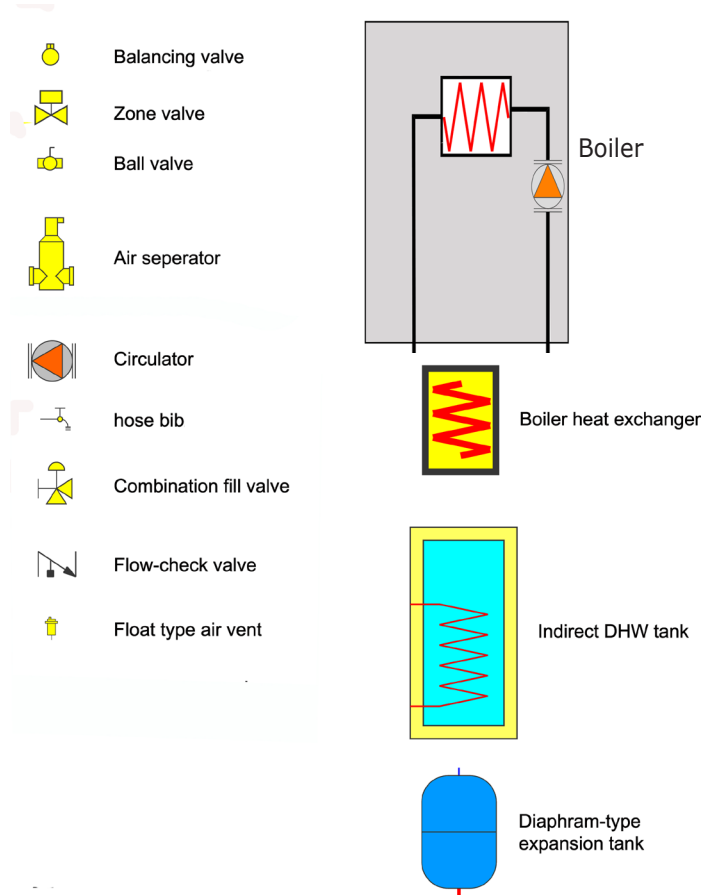 Balancing valve
Zone valve
Ball valve
Air seperator
Circulator
hose bib
Combination fill valve
Flow-check valve
Float type air vent
Boiler
Boiler heat exchanger
Indirect DHW tank
Diaphram-type
expansion tank